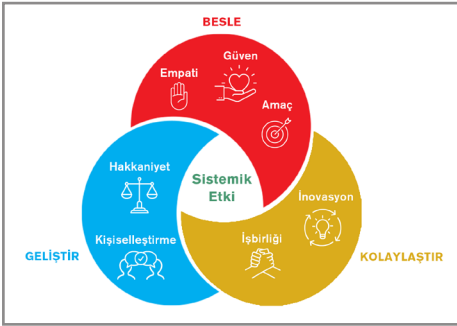 BESLE
Güven
Empati
Amaç
Hakkaniyet
Sistemik
Etki
İnovasyon
Kişiselleştirme
İşbirliği
GELİŞTİR
KOLAYLAŞTIR